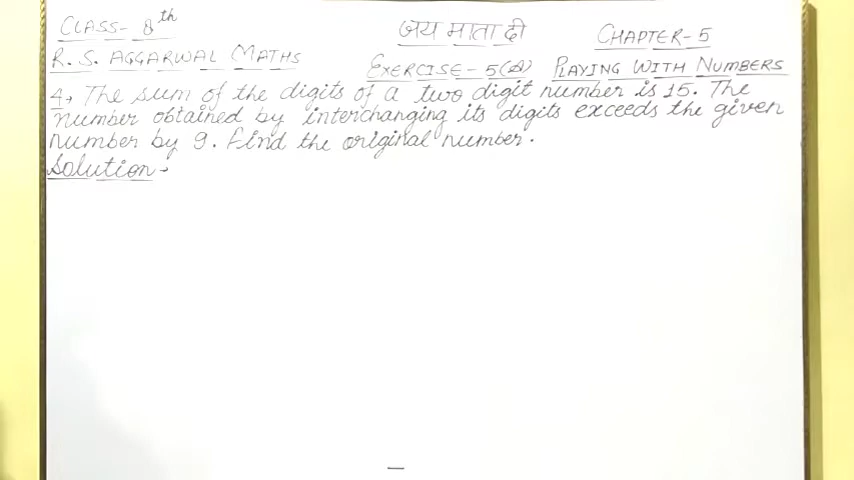 CLASS- 8th
जय माता दी
CHAPTER-5
R. S. AGGARWAL MATHS
EXERCISE-5(A) PLAYING WITH NUMBERS
4→ The sum of the digits of a two digit number is 15. The
number obtained by interchanging its digits exceeds the given
number by 9. Find the original number.
Solution→